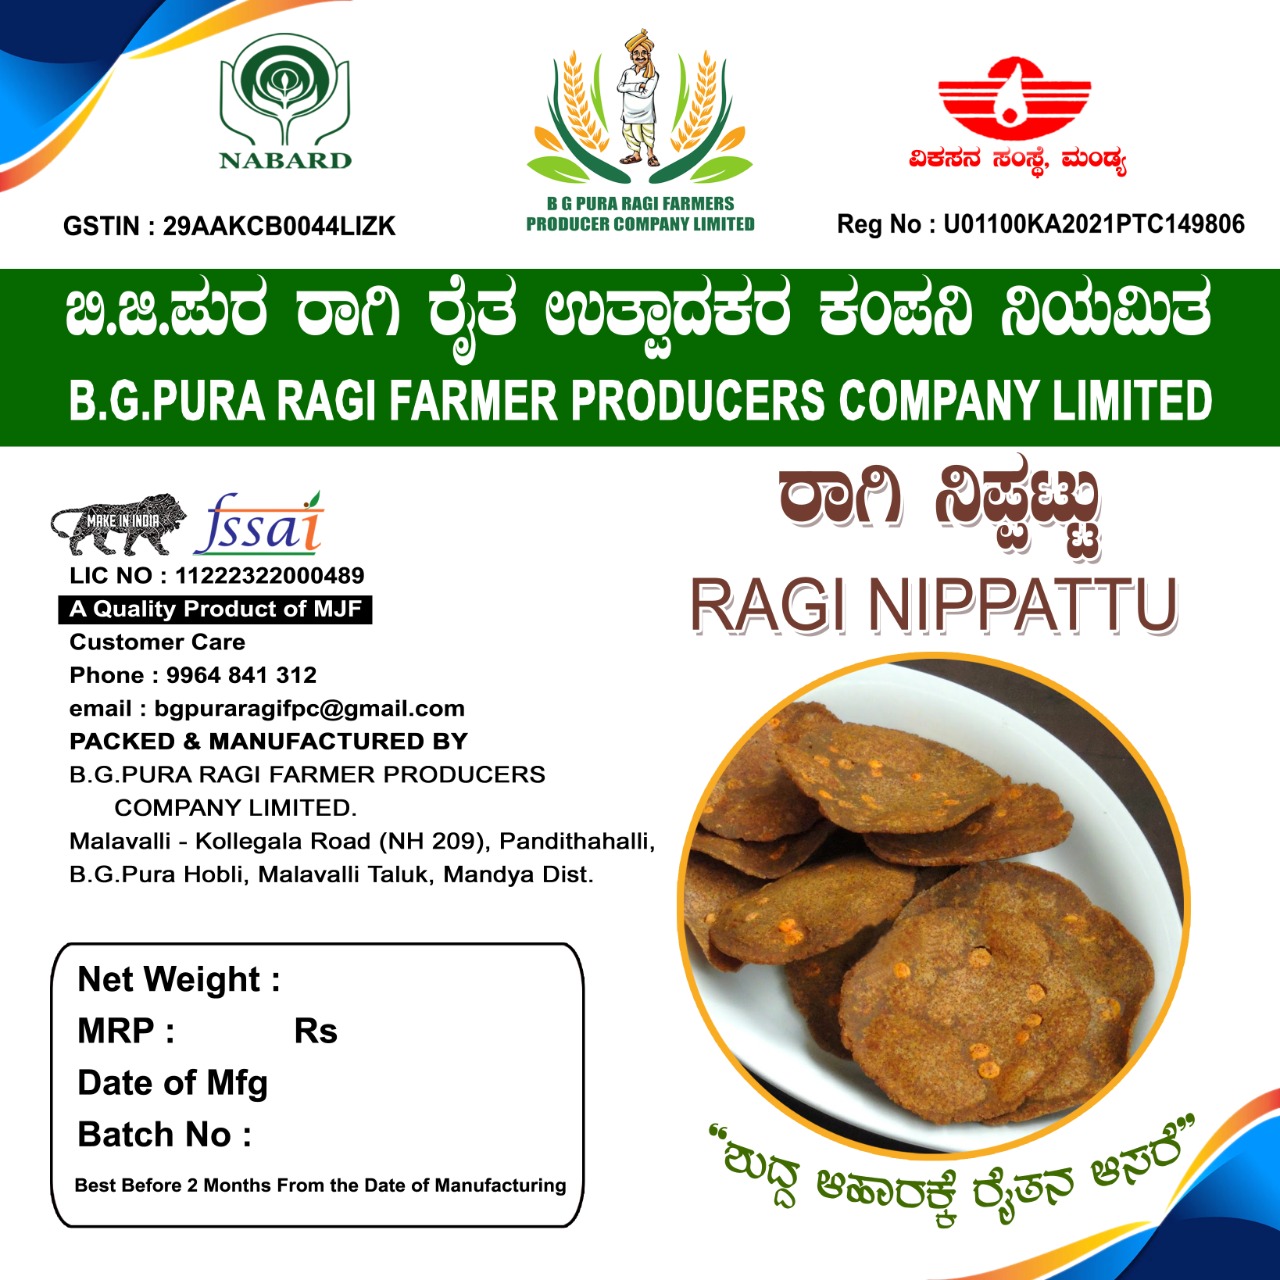 NABARD
B G PURA RAGI FARMERS
PRODUCER COMPANY LIMITED
ವಿಕಸನ ಸಂಸ್ಥೆ, ಮಂಡ್ಯ
GSTIN : 29AAKCB0044LIZK
Reg No : U01100KA2021PTC149806
ಬಿ.ಜಿ.ಪುರ ರಾಗಿ ರೈತ ಉತ್ಪಾದಕರ ಕಂಪನಿ ನಿಯಮಿತ
B.G.PURA RAGI FARMER PRODUCERS COMPANY LIMITED
ರಾಗಿ ನಿಪ್ಪಟ್ಟು
RAGI NIPPATTU
MAKE IN INDIA
fssai
LIC NO : 11222322000489
A Quality Product of MJF
Customer Care
Phone : 9964 841 312
email : bgpuraragifpc@gmail.com
PACKED & MANUFACTURED BY
B.G.PURA RAGI FARMER PRODUCERS
COMPANY LIMITED.
Malavalli - Kollegala Road (NH 209), Pandithahalli,
B.G.Pura Hobli, Malavalli Taluk, Mandya Dist.
Net Weight :
MRP : Rs
Date of Mfg
Batch No :
Best Before 2 Months From the Date of Manufacturing
“ಶುದ್ದ ಆಹಾರಕ್ಕೆ ರೈತನ ಆಸರೆ”